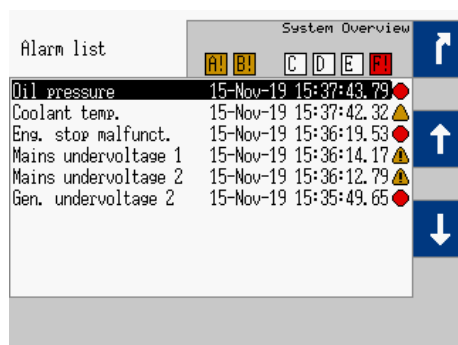 System Overview
Alarm list
A! B! C D E F!
Oil pressure 15-Nov-19 15:37:43.79
Coolant temp. 15-Nov-19 15:37:42.32
Eng. stop malfunct. 15-Nov-19 15:36:19.53
Mains undervoltage 1 15-Nov-19 15:36:14.17
Mains undervoltage 2 15-Nov-19 15:36:12.79
Gen. undervoltage 2 15-Nov-19 15:35:49.65